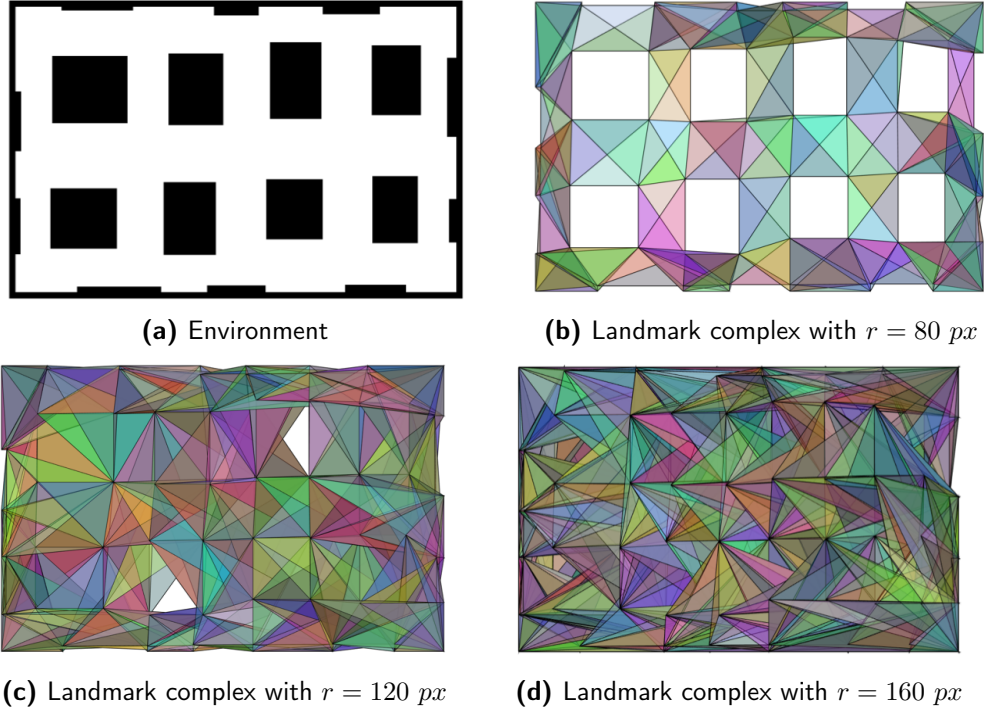 (a) Environment
(b) Landmark complex with r = 80 px
(c) Landmark complex with r = 120 px
(d) Landmark complex with r = 160 px